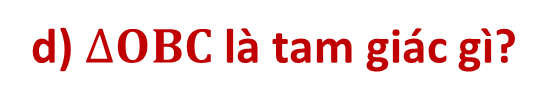 d) ΔOBC là tam giác gì?